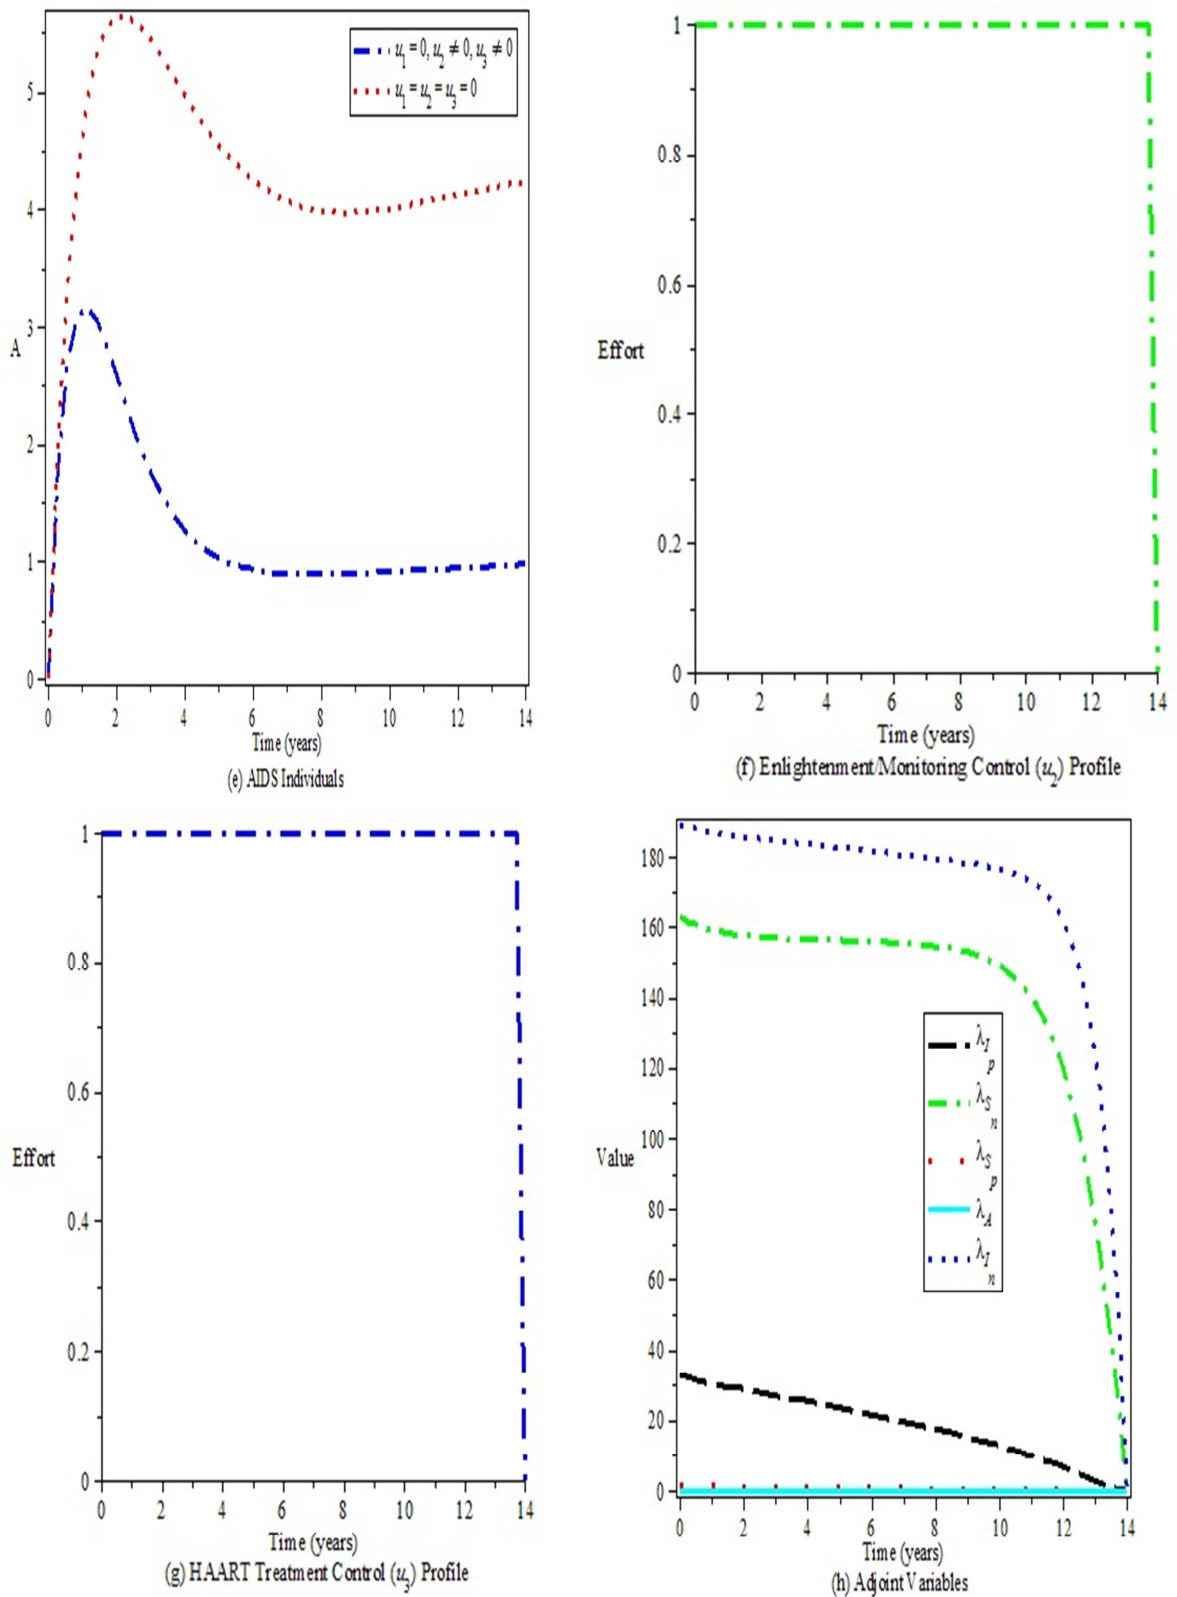 5
4
3
2
1
0
A
u₁ = 0, u₂ ≠ 0, u₃ ≠ 0
u₁ = u₂ = u₃ = 0
0 2 4 6 8 10 12 14
Time (years)
(e) AIDS Individuals
1
0.8
0.6
Effort
0.4
0.2
0
0 2 4 6 8 10 12 14
Time (years)
(f) Enlightenment/Monitoring Control (u₂) Profile
1
0.8
0.6
Effort
0.4
0.2
0
0 2 4 6 8 10 12 14
Time (years)
(g) HAART Treatment Control (u₃) Profile
180
160
140
120
100
Value
80
60
40
20
0
λ_I_p
λ_S_n
λ_S_p
λ_A
λ_I_n
0 2 4 6 8 10 12 14
Time (years)
(h) Adjoint Variables